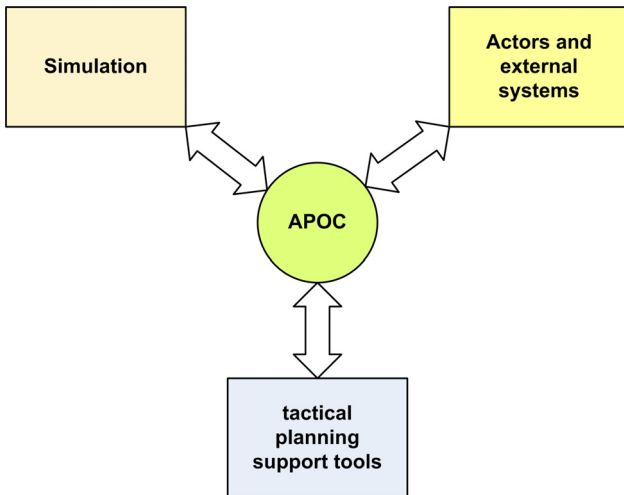 Simulation
Actors and
external
systems
APOC
tactical
planning
support tools